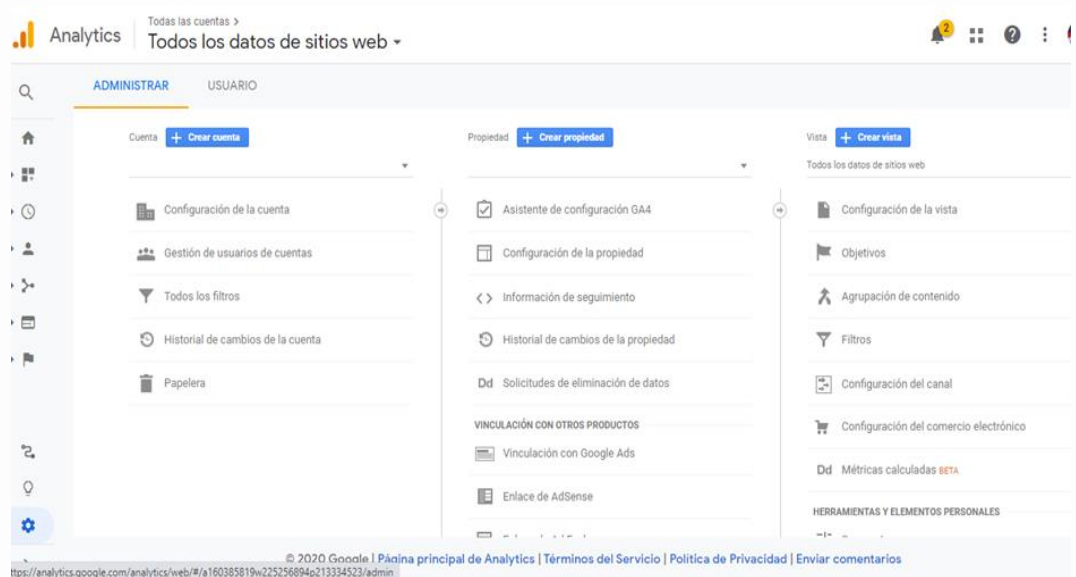 Analytics
Todas las cuentas >
Todos los datos de sitios web
2
ADMINISTRAR USUARIO
Cuenta + Crear cuenta
Configuración de la cuenta
Gestión de usuarios de cuentas
Todos los filtros
Historial de cambios de la cuenta
Papelera
Propiedad + Crear propiedad
Asistente de configuración GA4
Configuración de la propiedad
Información de seguimiento
Historial de cambios de la propiedad
Dd Solicitudes de eliminación de datos
VINCULACIÓN CON OTROS PRODUCTOS
Vinculación con Google Ads
Enlace de AdSense
Vista + Crear vista
Todos los datos de sitios web
Configuración de la vista
Objetivos
Agrupación de contenido
Filtros
Configuración del canal
Configuración del comercio electrónico
Dd Métricas calculadas BETA
HERRAMIENTAS Y ELEMENTOS PERSONALES
© 2020 Google | Página principal de Analytics | Términos del Servicio | Política de Privacidad | Enviar comentarios
ttps://analytics.google.com/analytics/web/#/a160385819w225256894p213334523/admin